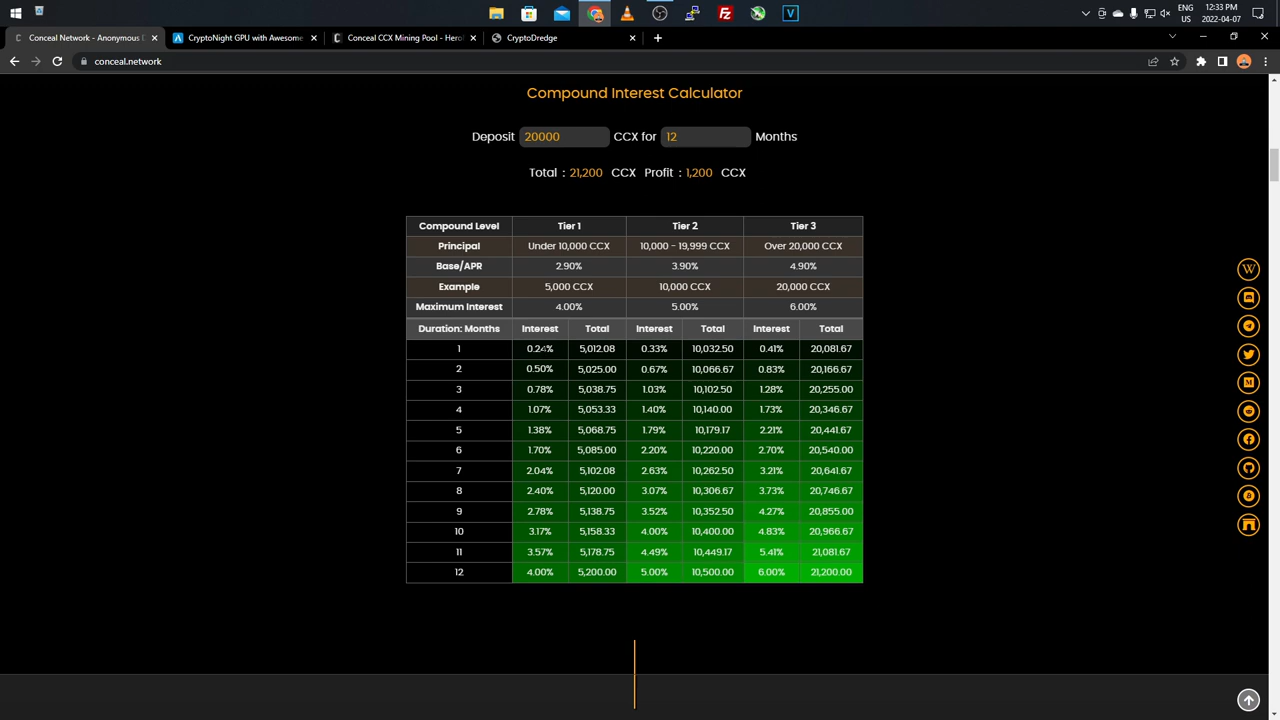 ENG
US
12:33 PM
2022-04-07
Conceal Network - Anonymous
CryptoNight GPU with Awesome
Conceal CCX Mining Pool - Hero
CryptoDredge
conceal.network
Compound Interest Calculator
Deposit 20000 CCX for 12 Months
Total : 21,200 CCX Profit : 1,200 CCX
Compound Level Tier 1 Tier 2 Tier 3
Principal Under 10,000 CCX 10,000 - 19,999 CCX Over 20,000 CCX
Base/APR 2.90% 3.90% 4.90%
Example 5,000 CCX 10,000 CCX 20,000 CCX
Maximum Interest 4.00% 5.00% 6.00%
Duration: Months Interest Total Interest Total Interest Total
1 0.24% 5,012.08 0.33% 10,032.50 0.41% 20,081.67
2 0.50% 5,025.00 0.67% 10,066.67 0.83% 20,166.67
3 0.78% 5,038.75 1.03% 10,102.50 1.28% 20,255.00
4 1.07% 5,053.33 1.40% 10,140.00 1.73% 20,346.67
5 1.38% 5,068.75 1.79% 10,179.17 2.21% 20,441.67
6 1.70% 5,085.00 2.20% 10,220.00 2.70% 20,540.00
7 2.04% 5,102.08 2.63% 10,262.50 3.21% 20,641.67
8 2.40% 5,120.00 3.07% 10,306.67 3.73% 20,746.67
9 2.78% 5,138.75 3.52% 10,352.50 4.27% 20,855.00
10 3.17% 5,158.33 4.00% 10,400.00 4.83% 20,966.67
11 3.57% 5,178.75 4.49% 10,449.17 5.41% 21,081.67
12 4.00% 5,200.00 5.00% 10,500.00 6.00% 21,200.00